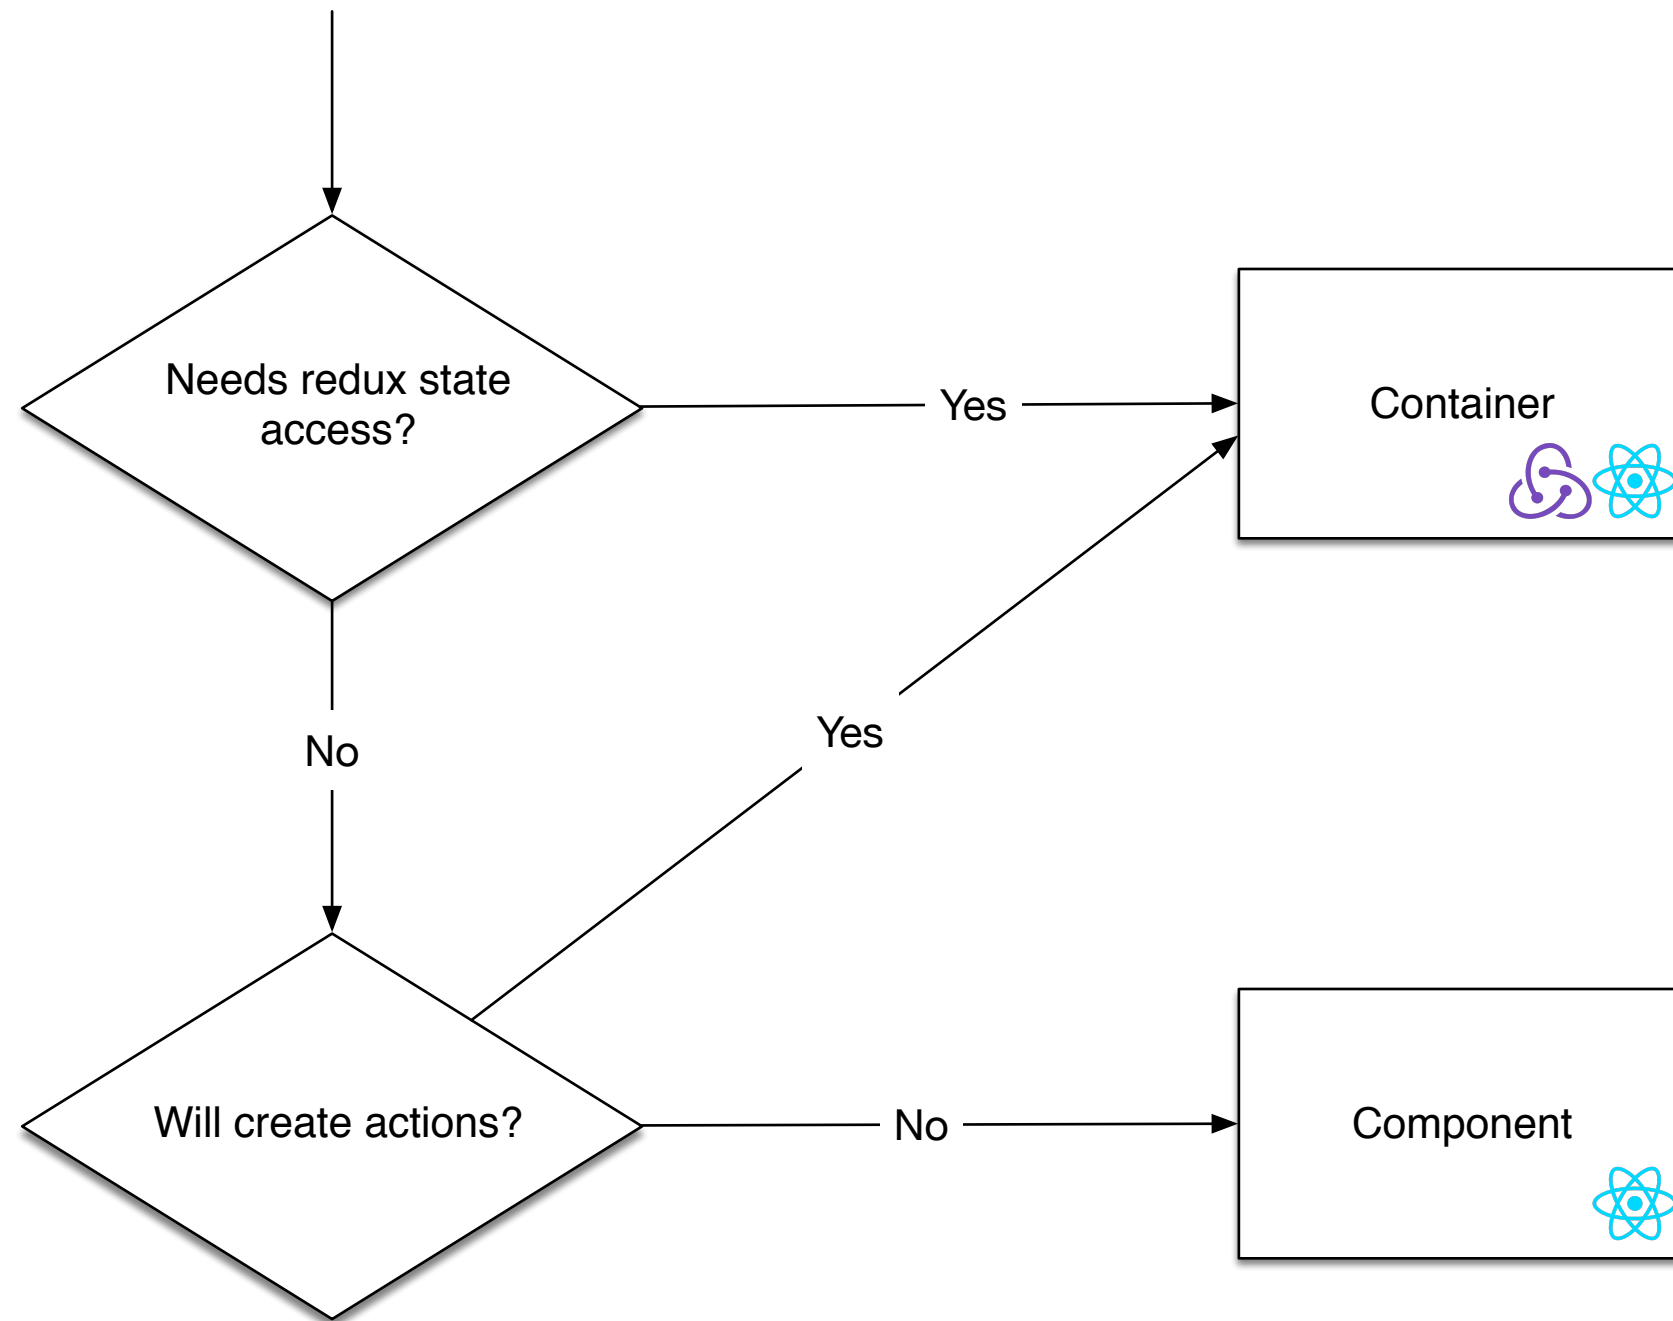 Needs redux state
access?
Yes
Container
No
Yes
Will create actions?
No
Component